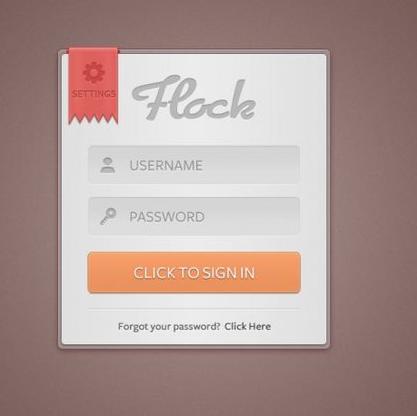 SETTINGS
Flock
USERNAME
PASSWORD
CLICK TO SIGN IN
Forgot your password? Click Here